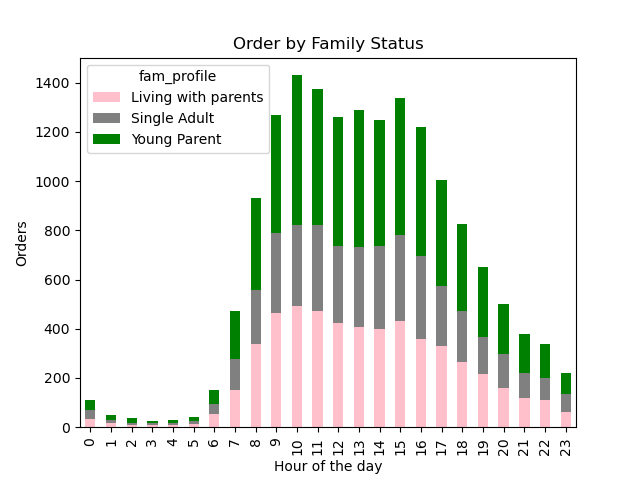 Order by Family Status
fam_profile
Living with parents
Single Adult
Young Parent
Orders
1400
1200
1000
800
600
400
200
0
0 1 2 3 4 5 6 7 8 9 10 11 12 13 14 15 16 17 18 19 20 21 22 23
Hour of the day